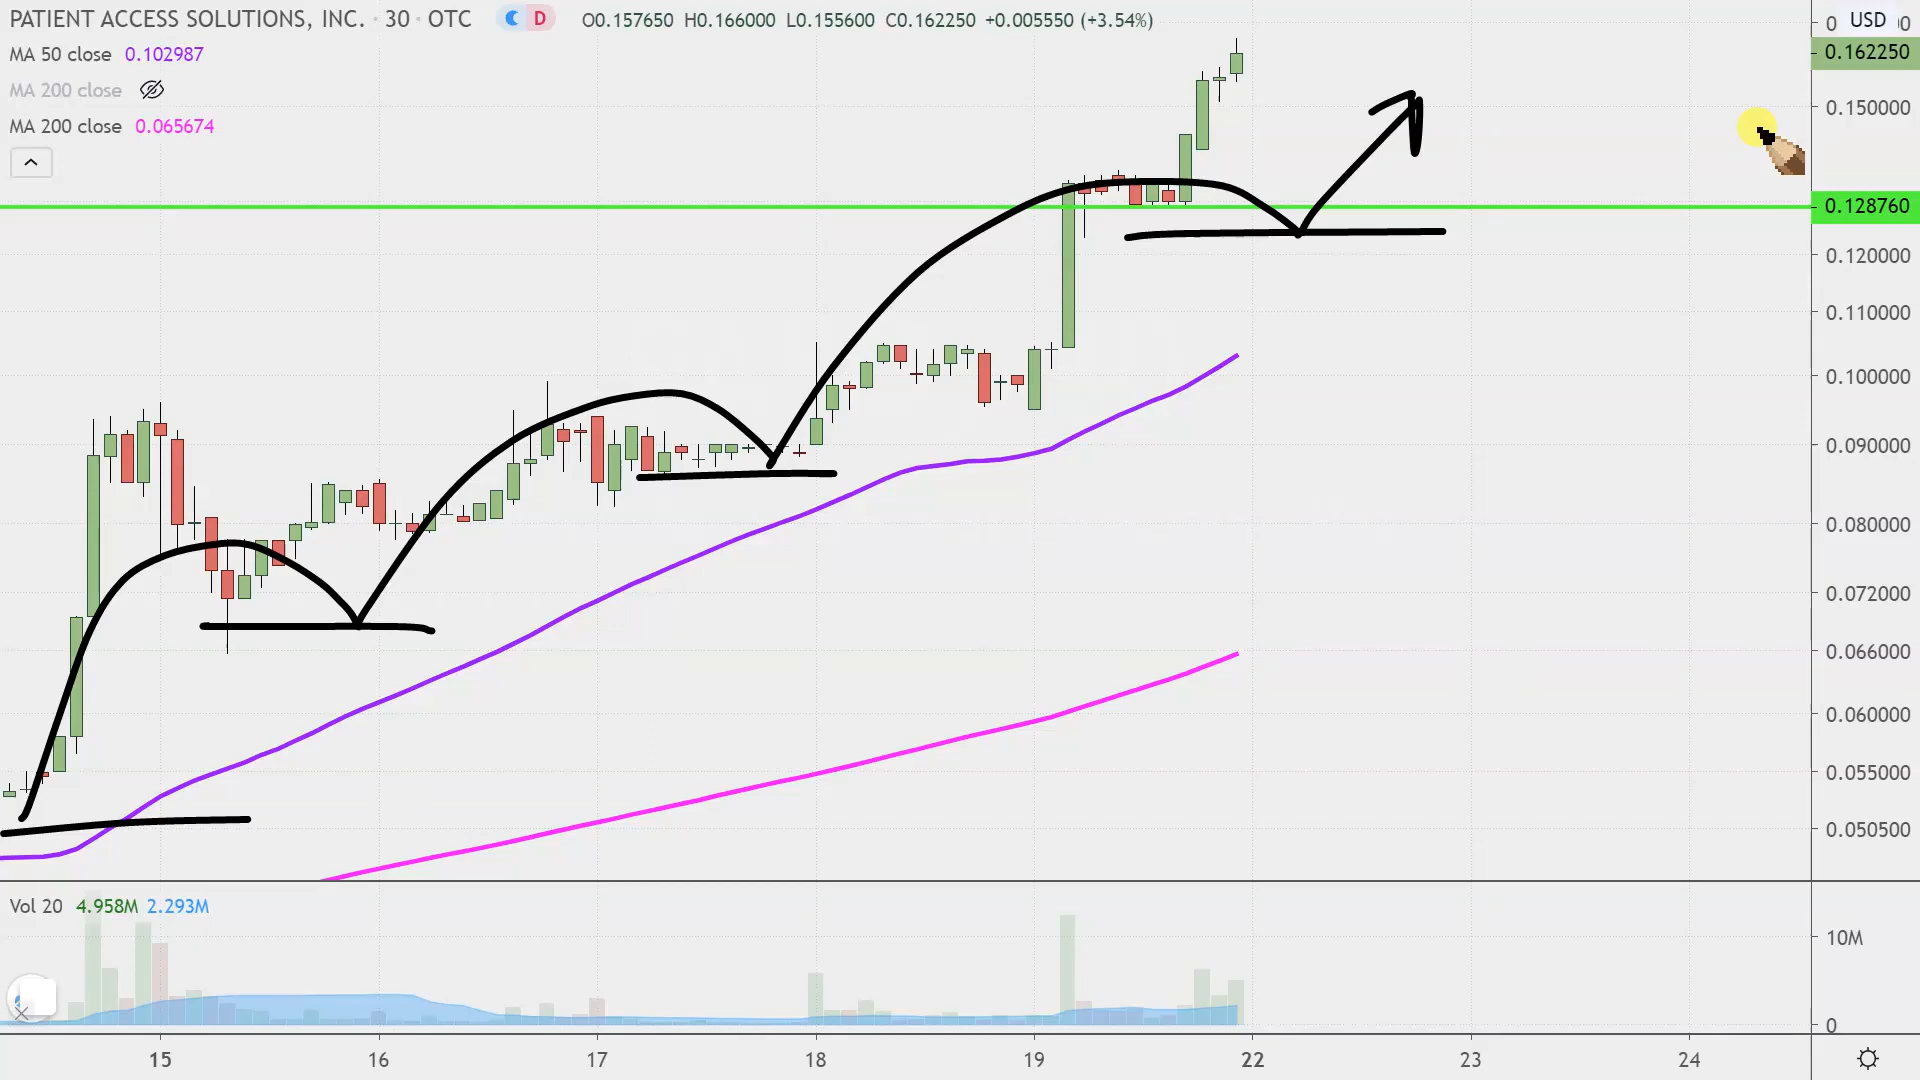 PATIENT ACCESS SOLUTIONS, INC. · 30 · OTC D O0.157650 H0.166000 L0.155600 C0.162250 +0.005550 (+3.54%)
USD
MA 50 close 0.102987
0.162250
MA 200 close
0.150000
MA 200 close 0.065674
0.128760
0.120000
0.110000
0.100000
0.090000
0.080000
0.072000
0.066000
0.060000
0.055000
0.050500
Vol 20 4.958M 2.293M
10M
0
15 16 17 18 19 22 23 24